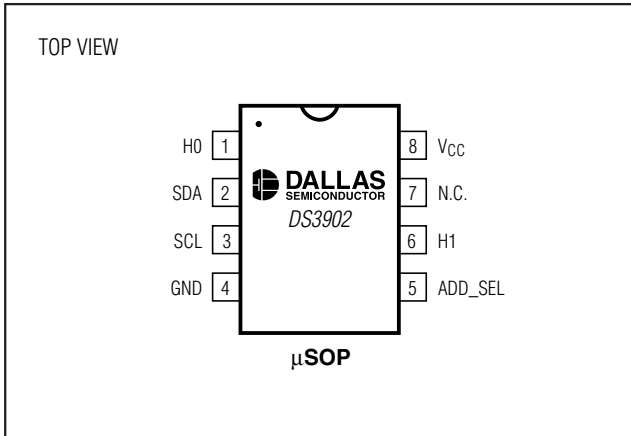 TOP VIEW
H0 1
SDA 2
SCL 3
GND 4
DALLAS
SEMICONDUCTOR
DS3902
8 VCC
7 N.C.
6 H1
5 ADD_SEL
μSOP